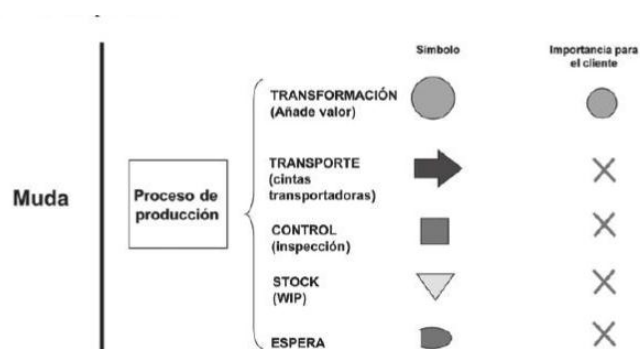 Símbolo
Importancia para
el cliente
TRANSFORMACIÓN
(Añade valor)
TRANSPORTE
(cintas
transportadoras)
Muda
Proceso de
producción
CONTROL
(inspección)
STOCK
(WIP)
ESPERA